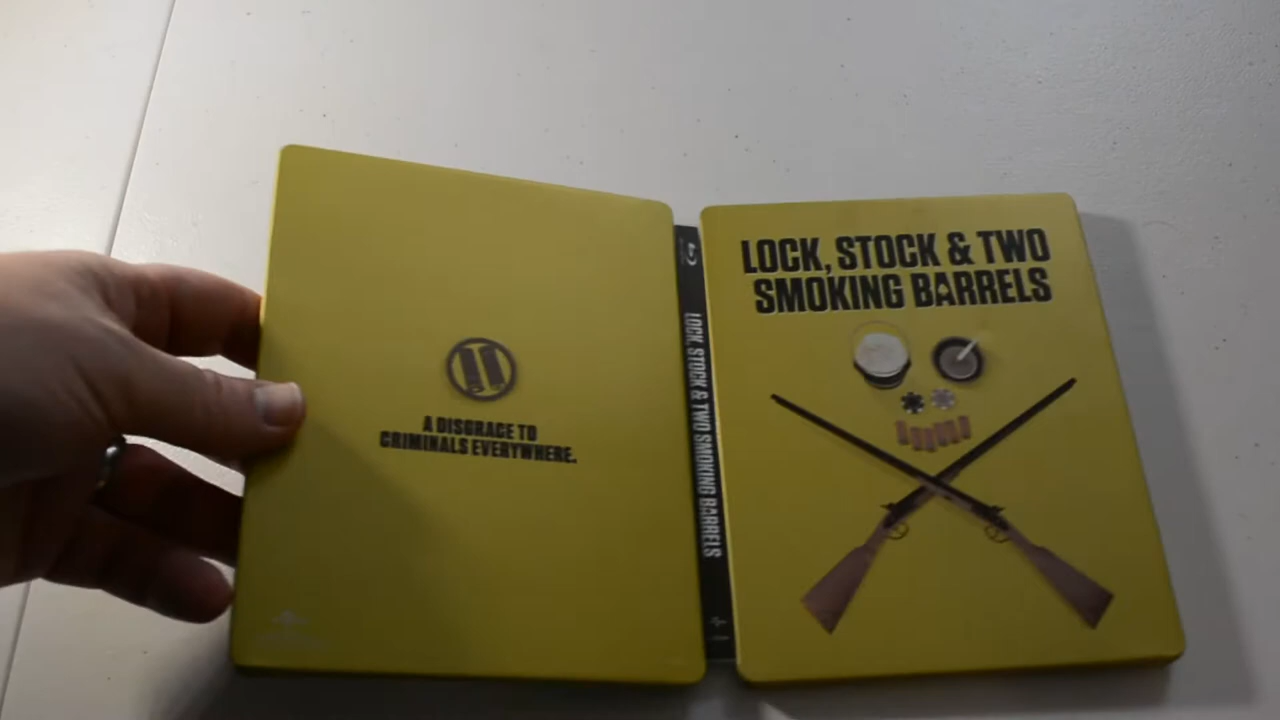 A DISGRACE TO
CRIMINALS EVERYWHERE.
LOCK, STOCK & TWO SMOKING BARRELS
LOCK, STOCK & TWO
SMOKING BARRELS